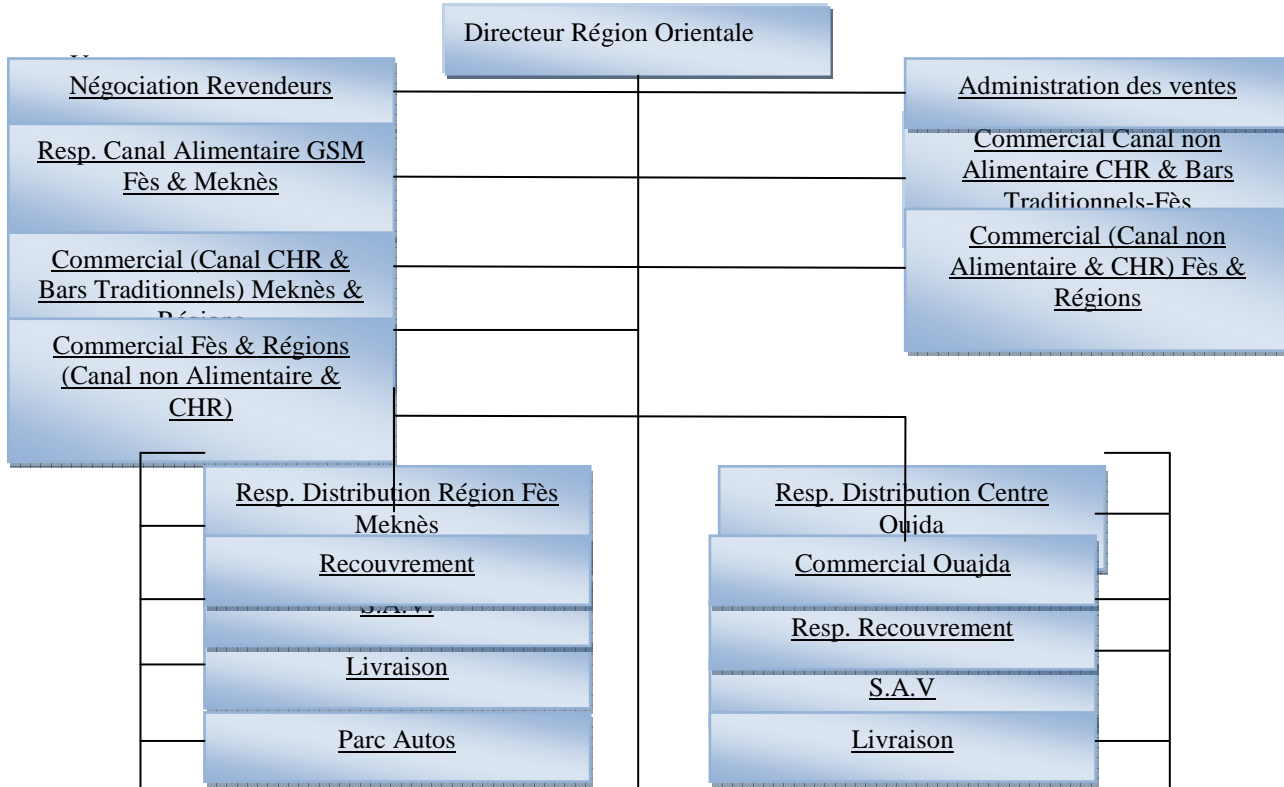 Directeur Région Orientale
Négociation Revendeurs
Administration des ventes
Resp. Canal Alimentaire GSM
Fès & Meknès
Commercial Canal non
Alimentaire CHR & Bars
Traditionnels-Fès
Commercial (Canal CHR &
Bars Traditionnels) Meknès &
Régions
Commercial (Canal non
Alimentaire & CHR) Fès &
Régions
Commercial Fès & Régions
(Canal non Alimentaire &
CHR)
Resp. Distribution Région Fès
Meknès
Recouvrement
S.A.V.
Livraison
Parc Autos
Resp. Distribution Centre
Oujda
Commercial Ouajda
Resp. Recouvrement
S.A.V
Livraison